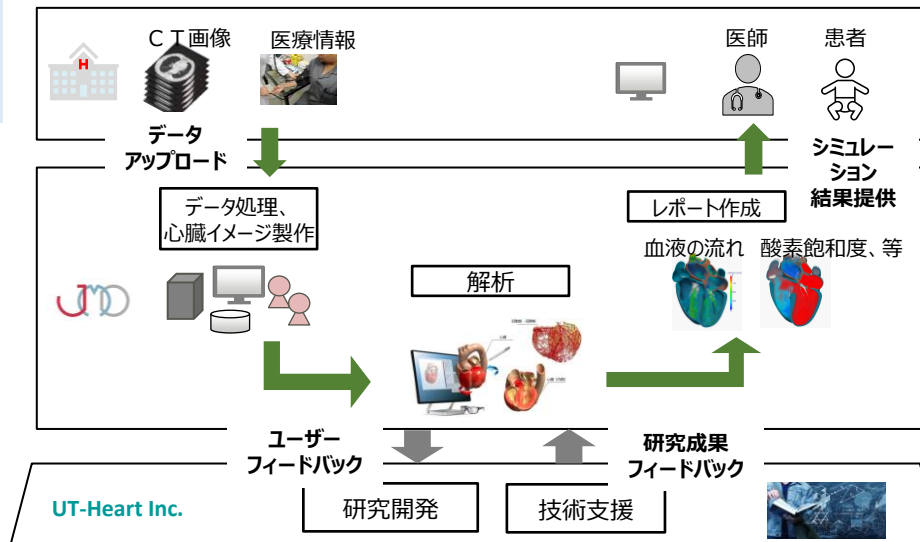 CT画像
医療情報
医師
患者
H
データ
アップロード
シミュレー
ション
結果提供
データ処理、
心臓イメージ製作
レポート作成
血液の流れ
酸素飽和度、等
解析
JMO
ユーザー
フィードバック
研究成果
フィードバック
UT-Heart Inc.
研究開発
技術支援